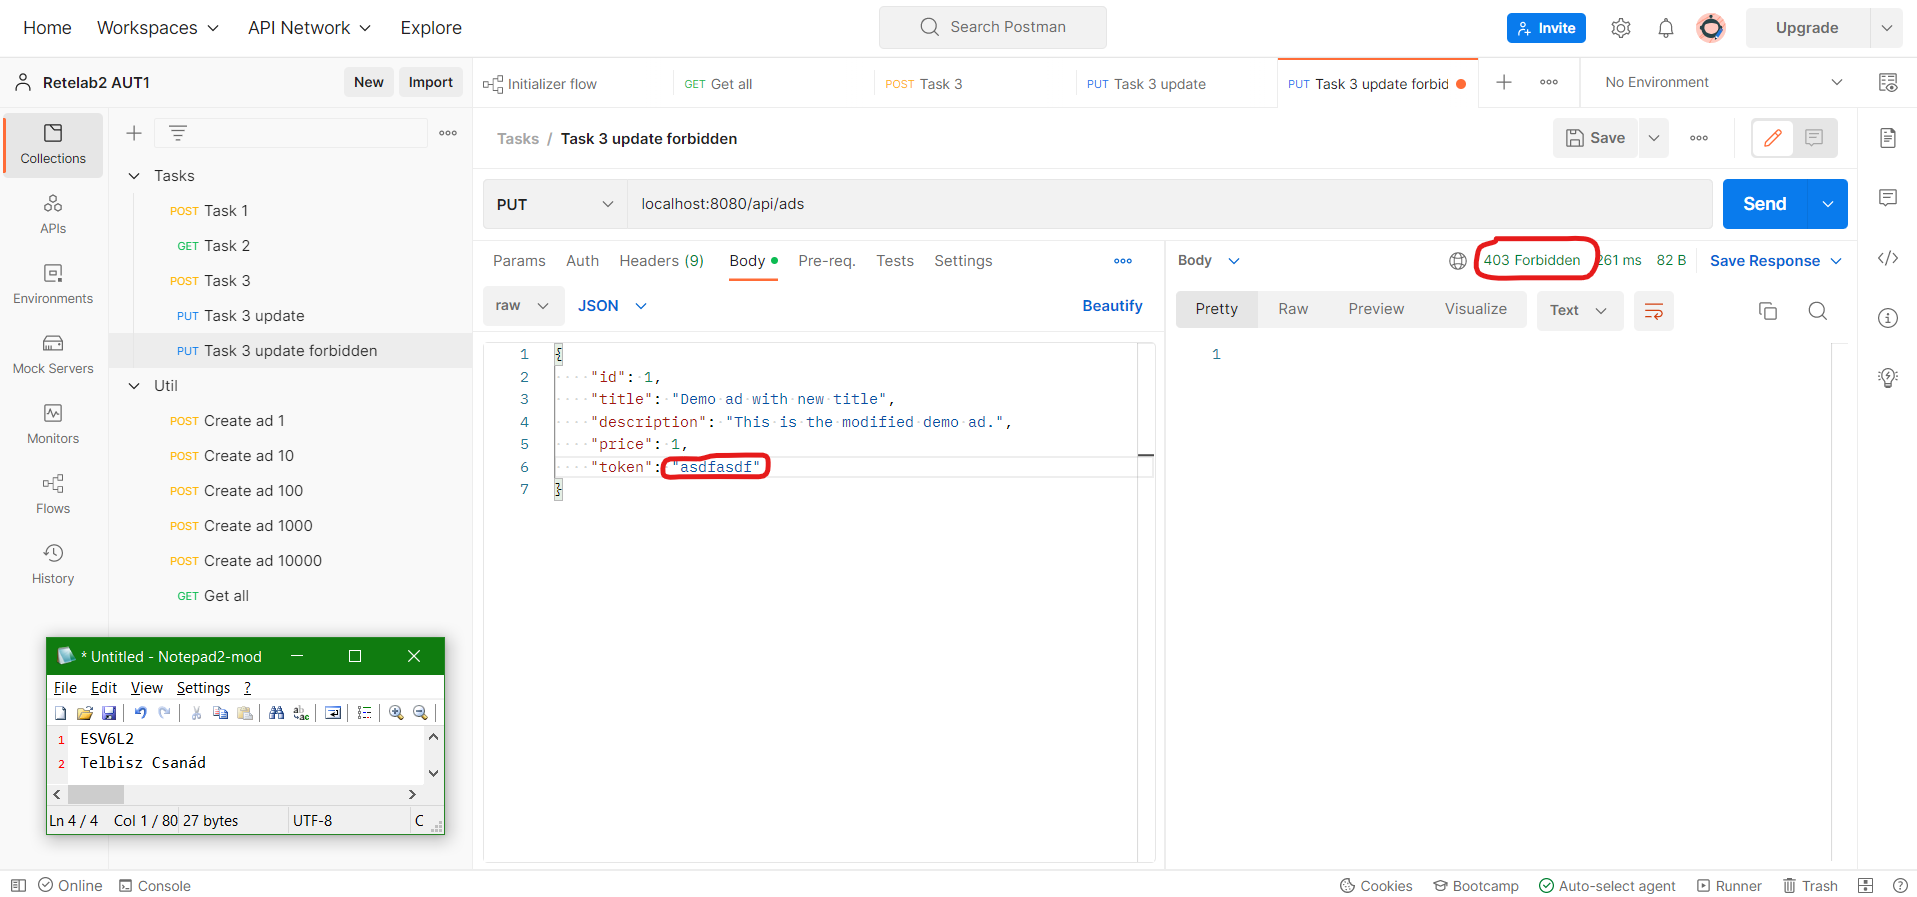 Home Workspaces API Network Explore Search Postman Invite Upgrade
Retelab2 AUT1 New Import
Initializer flow GET Get all POST Task 3 PUT Task 3 update PUT Task 3 update forbid No Environment
Collections
APIs
Environments
Mock Servers
Monitors
Flows
History
Tasks
POST Task 1
GET Task 2
POST Task 3
PUT Task 3 update
PUT Task 3 update forbidden
Util
POST Create ad 1
POST Create ad 10
POST Create ad 100
POST Create ad 1000
POST Create ad 10000
GET Get all
Tasks / Task 3 update forbidden Save
PUT localhost:8080/api/ads Send
Params Auth Headers (9) Body Pre-req. Tests Settings
raw JSON Beautify
1 {
2 "id": 1,
3 "title": "Demo ad with new title",
4 "description": "This is the modified demo ad.",
5 "price": 1,
6 "token": "asdfasdf"
7 }
Body 403 Forbidden 261 ms 82 B Save Response
Pretty Raw Preview Visualize Text
1
* Untitled - Notepad2-mod
File Edit View Settings ?
1 ESV6L2
2 Telbisz Csanád
Ln 4 / 4 Col 1 / 80 27 bytes UTF-8 C
Online Console Cookies Bootcamp Auto-select agent Runner Trash